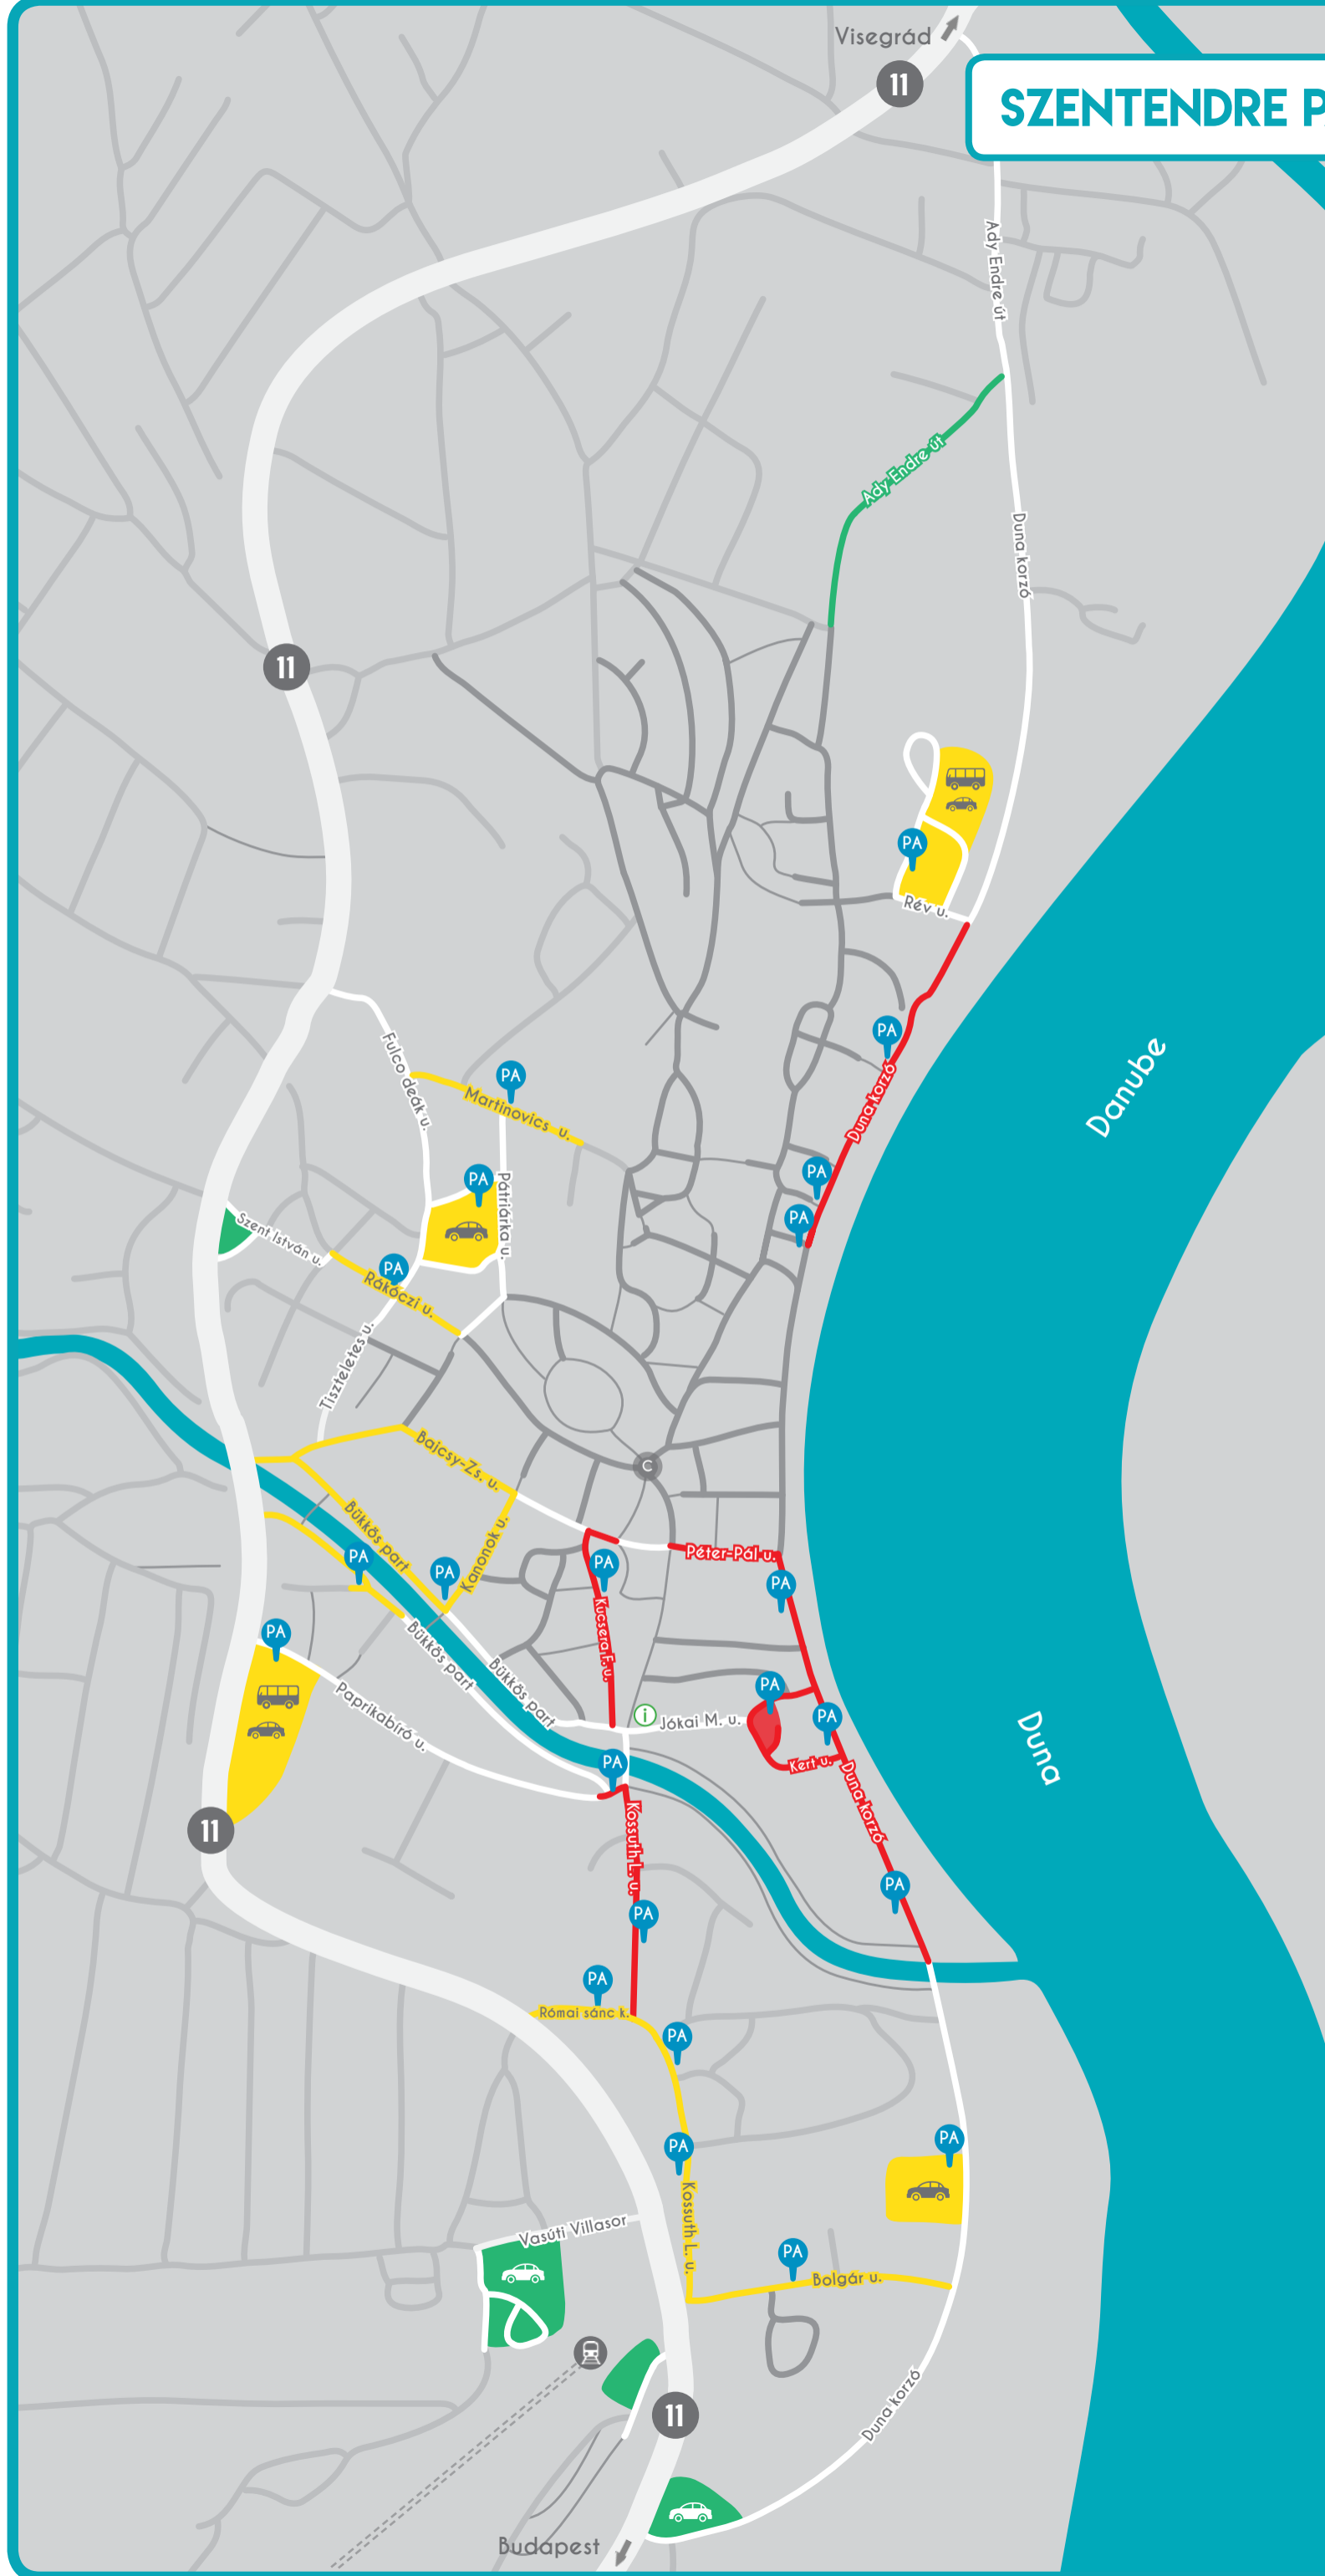 Visegrád
11
SZENTENDRE P
Ady Endre út
Ady Endre út
Duna korzó
11
PA
Rév u.
PA
Duna korzó
Danube
Fulco deák u.
PA
Martinovics u.
PA
Pátriárka u.
PA
PA
Szent István u.
PA
Rákóczi u.
Tiszteletes u.
Bajcsy-Zs. u.
C
Bükkös part
Kanonok u.
PA
PA
PA
Péter-Pál u.
PA
Kucsera F. u.
PA
Bükkös part
Bükkös part
Paprikabíró u.
i
Jókai M. u.
PA
PA
Kert u.
Duna korzó
Duna
PA
11
Kossuth L. u.
PA
PA
PA
Római sánc k.
PA
PA
PA
Kossuth L. u.
Vasúti Villasor
PA
Bolgár u.
11
Duna korzó
Budapest